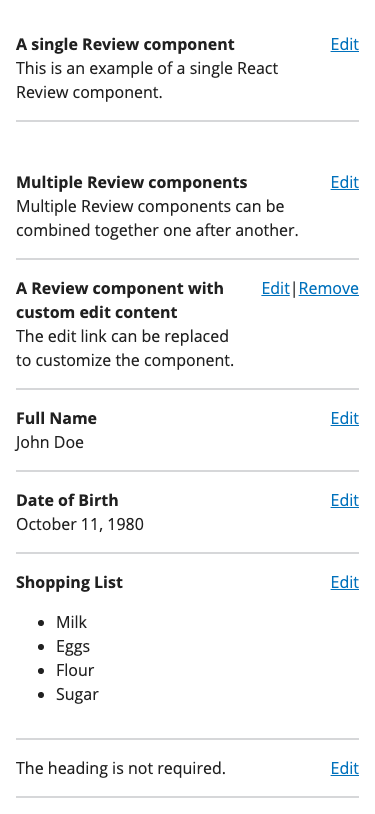 A single Review component Edit
This is an example of a single React
Review component.
Multiple Review components Edit
Multiple Review components can be
combined together one after another.
A Review component with Edit|Remove
custom edit content
The edit link can be replaced
to customize the component.
Full Name Edit
John Doe
Date of Birth Edit
October 11, 1980
Shopping List Edit
• Milk
• Eggs
• Flour
• Sugar
The heading is not required. Edit